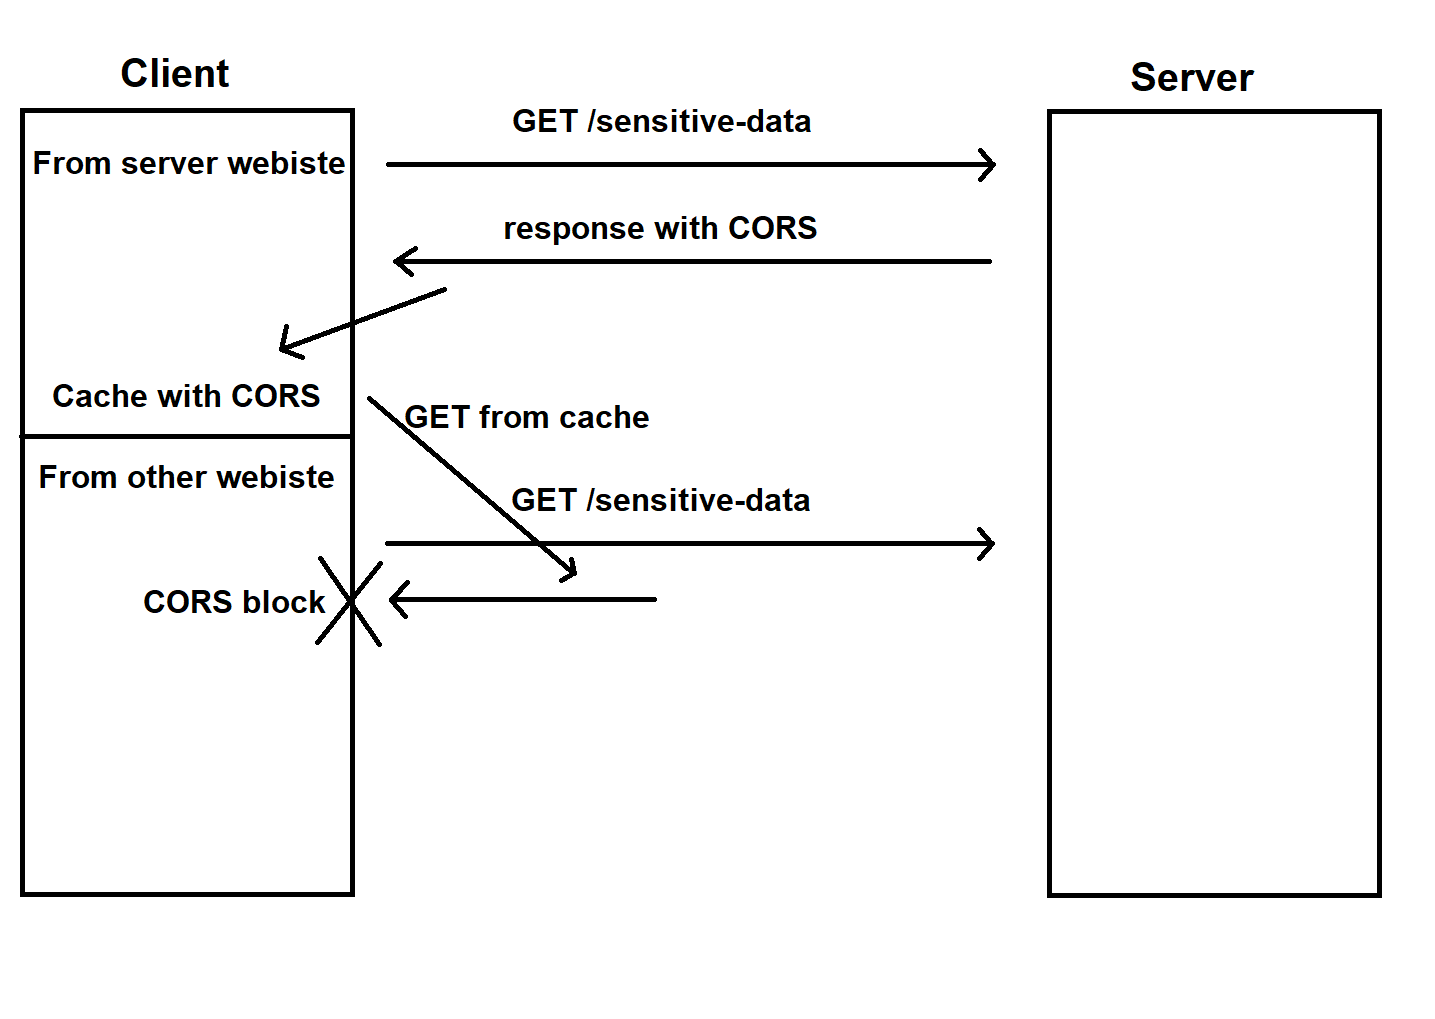 Client
Server
GET /sensitive-data
From server webiste
response with CORS
Cache with CORS
GET from cache
From other webiste
GET /sensitive-data
CORS block